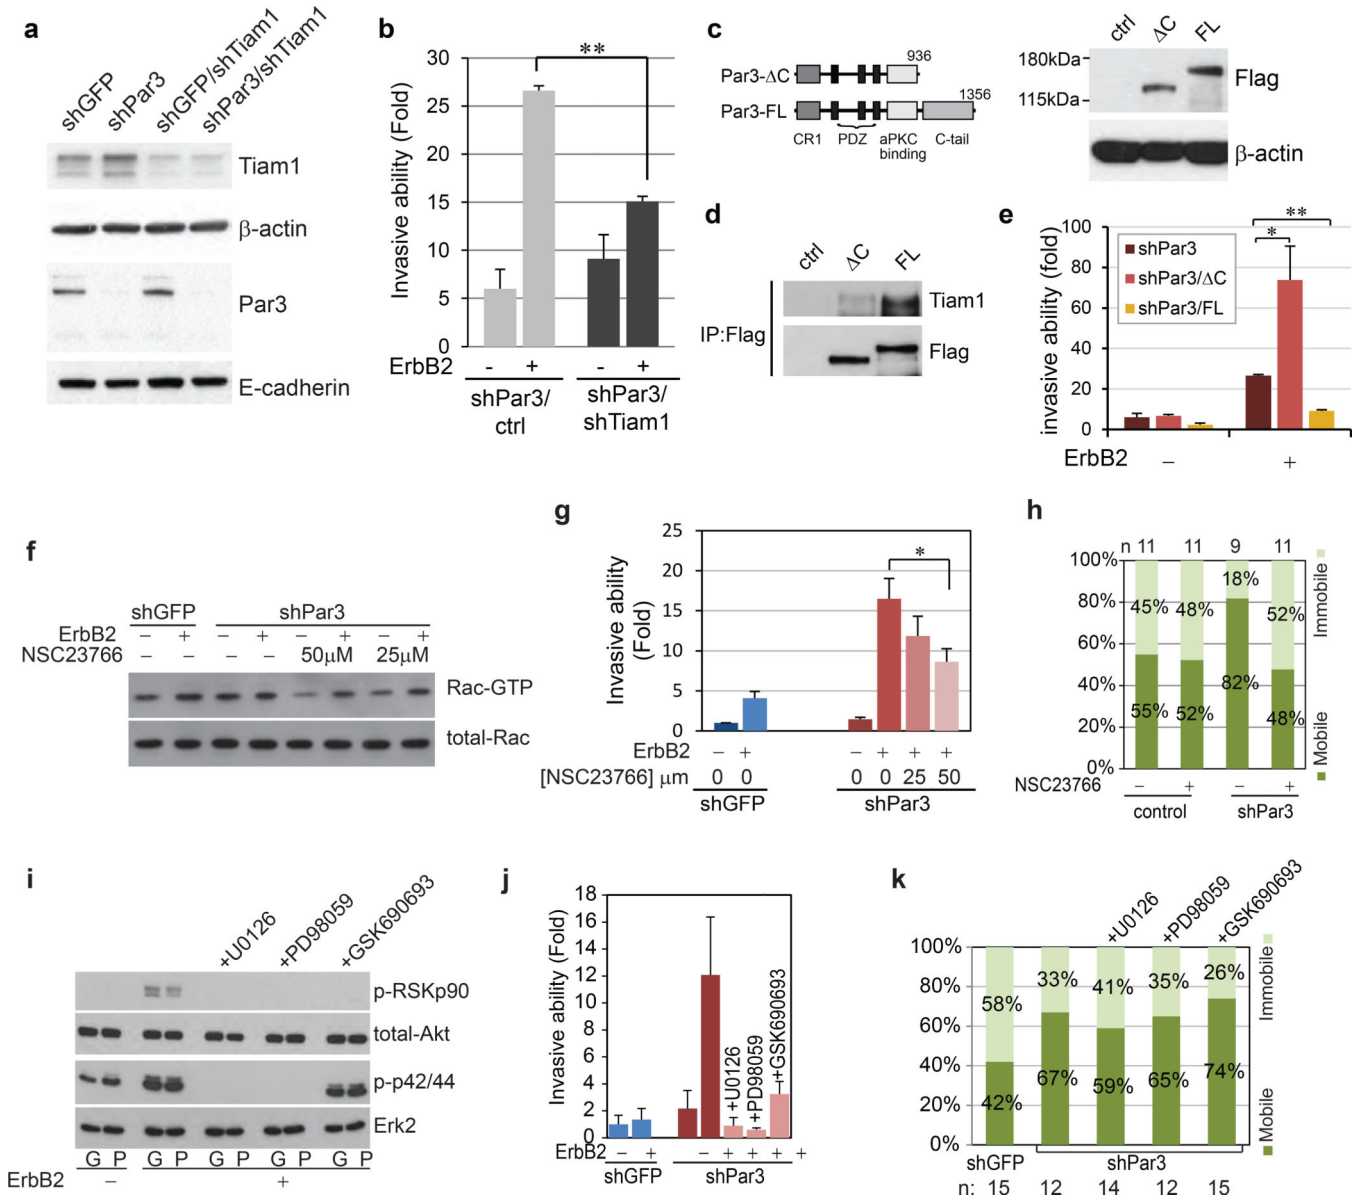 a
shGFP
shPar3
shGFP/shTiam1
shPar3/shTiam1
Tiam1
β-actin
Par3
E-cadherin
b
**
Invasive ability (Fold)
30
25
20
15
10
5
0
ErbB2 - + - +
shPar3/ctrl
shPar3/shTiam1
c
936
Par3-ΔC
1356
Par3-FL
CR1 PDZ aPKC binding C-tail
ctrl ΔC FL
180kDa
115kDa
Flag
β-actin
d
ctrl ΔC FL
IP:Flag
Tiam1
Flag
e
invasive ability (fold)
100
80
60
40
20
0
**
*
shPar3
shPar3/ΔC
shPar3/FL
ErbB2 − +
f
shGFP shPar3
ErbB2 − + − + − + − +
NSC23766 − − − − 50μM 25μM
Rac-GTP
total-Rac
g
Invasive ability (Fold)
25
20
15
10
5
0
*
ErbB2 − + − + + +
[NSC23766] μm 0 0 0 0 25 50
shGFP shPar3
h
n 11 11 9 11
100%
80%
60%
40%
20%
0%
45% 48% 18% 52%
55% 52% 82% 48%
Immobile
Mobile
NSC23766 − + − +
control shPar3
i
+U0126
+PD98059
+GSK690693
p-RSKp90
total-Akt
p-p42/44
Erk2
G P G P G P G P G P
ErbB2 − +
j
Invasive ability (Fold)
18
16
14
12
10
8
6
4
2
0
+U0126
+PD98059
+GSK690693
ErbB2 − + − + + + +
shGFP shPar3
k
+U0126
+PD98059
+GSK690693
100%
80%
60%
40%
20%
0%
58% 33% 41% 35% 26%
42% 67% 59% 65% 74%
Immobile
Mobile
shGFP shPar3
n: 15 12 14 12 15